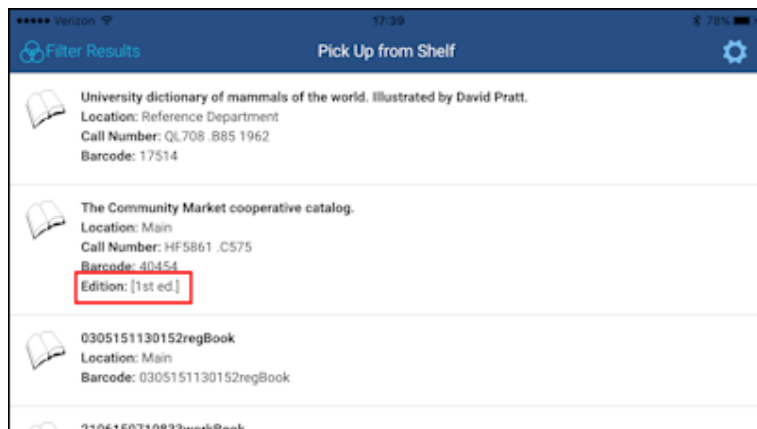 Verizon 17:39 78%
Filter Results Pick Up from Shelf
University dictionary of mammals of the world. Illustrated by David Pratt.
Location: Reference Department
Call Number: QL708 .B85 1962
Barcode: 17514
The Community Market cooperative catalog.
Location: Main
Call Number: HF5861 .C575
Barcode: 40454
Edition: [1st ed.]
0305151130152regBook
Location: Main
Barcode: 0305151130152regBook